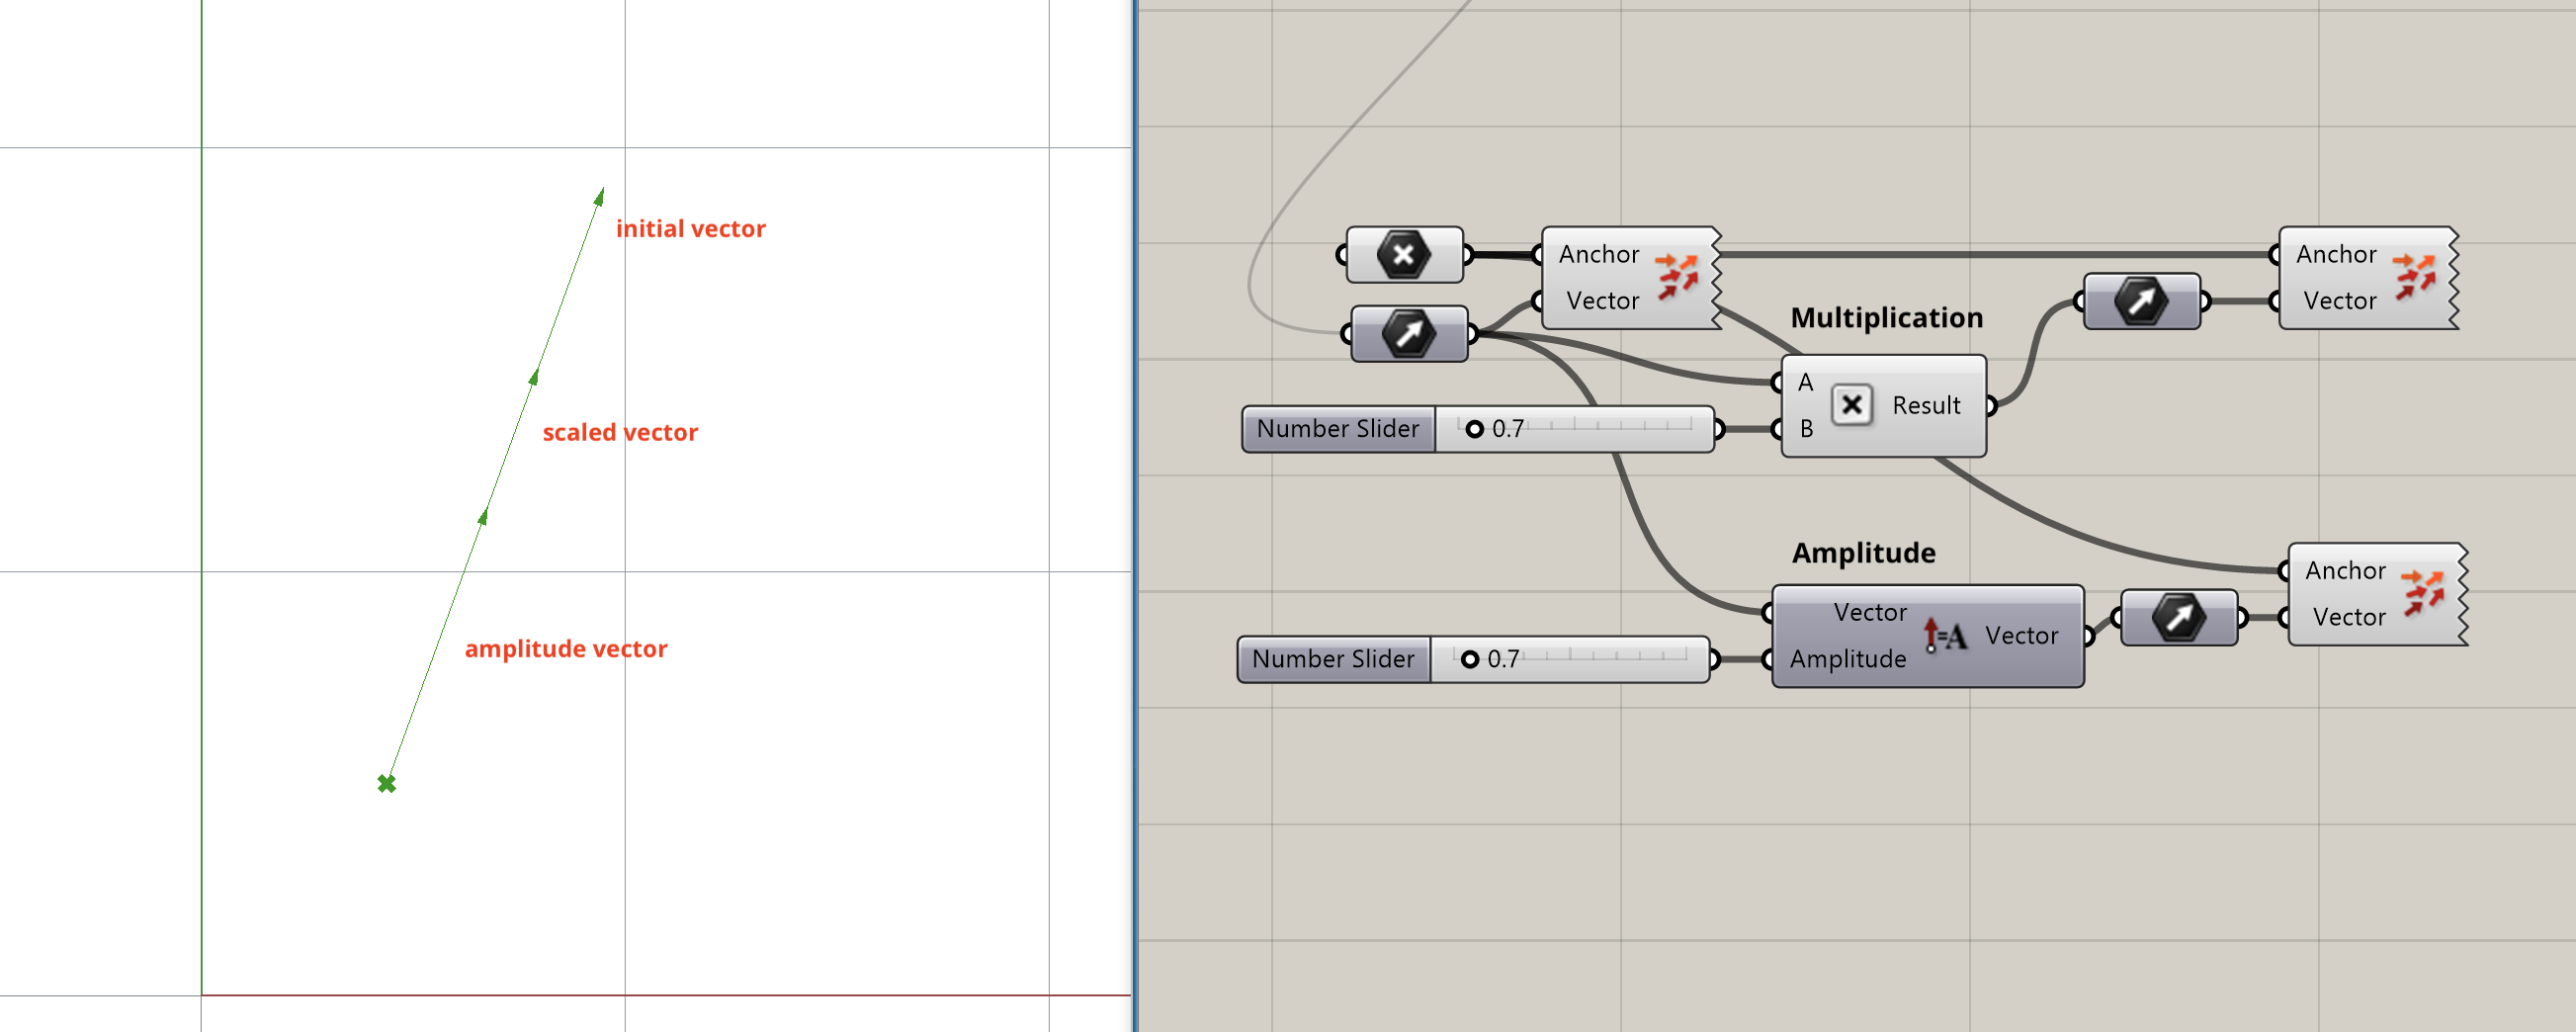 initial vector
scaled vector
amplitude vector
Anchor
Vector
Anchor
Vector
Multiplication
A
B
Result
Number Slider
0.7
Amplitude
Vector
Amplitude
=A
Vector
Anchor
Vector
Number Slider
0.7